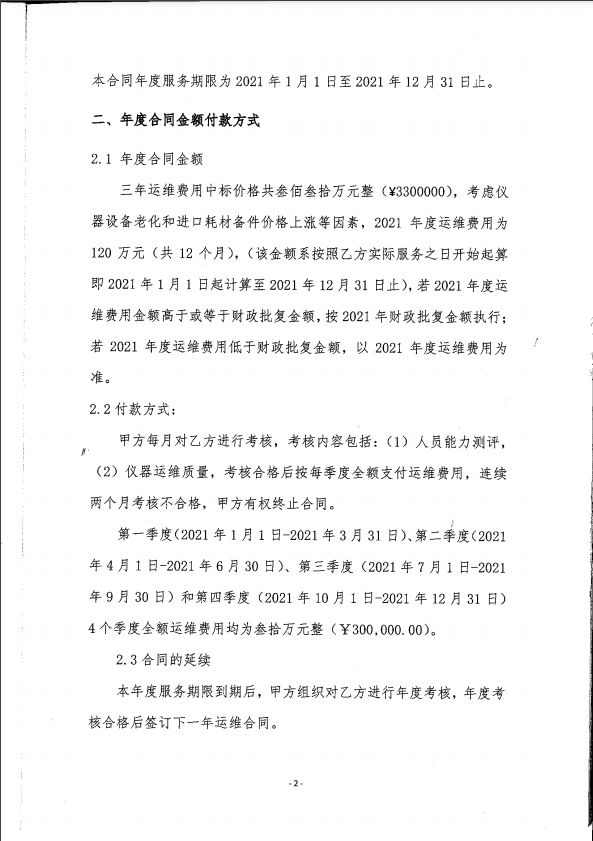 本合同年度服务期限为 2021 年 1 月 1 日至 2021 年 12 月 31 日止。
二、年度合同金额付款方式
2.1 年度合同金额
三年运维费用中标价格共叁佰叁拾万元整（¥3300000），考虑仪
器设备老化和进口耗材备件价格上涨等因素，2021 年度运维费用为
120 万元（共 12 个月），（该金额系按照乙方实际服务之日开始起算
即 2021 年 1 月 1 日起计算至 2021 年 12 月 31 日止），若 2021 年度运
维费用金额高于或等于财政批复金额，按 2021 年财政批复金额执行；
若 2021 年度运维费用低于财政批复金额，以 2021 年度运维费用为
准。
2.2 付款方式：
甲方每月对乙方进行考核，考核内容包括：（1）人员能力测评，
（2）仪器运维质量，考核合格后按每季度全额支付运维费用，连续
两个月考核不合格，甲方有权终止合同。
第一季度（2021 年 1 月 1 日-2021 年 3 月 31 日）、第二季度（2021
年 4 月 1 日-2021 年 6 月 30 日）、第三季度（2021 年 7 月 1 日-2021
年 9 月 30 日）和第四季度（2021 年 10 月 1 日-2021 年 12 月 31 日）
4 个季度全额运维费用均为叁拾万元整（￥300,000.00）。
2.3 合同的延续
本年度服务期限到期后，甲方组织对乙方进行年度考核，年度考
核合格后签订下一年运维合同。
- 2 -